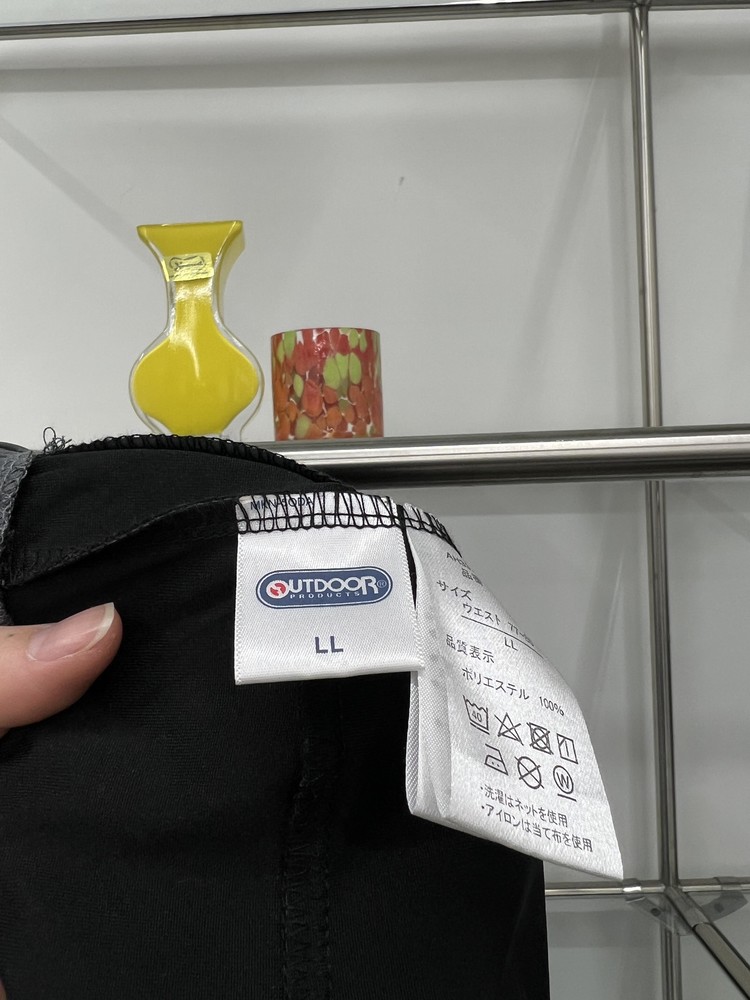 OUTDOOR®
PRODUCTS
LL
サイズ
ウエスト
LL
品質表示
ポリエステル 100%
40
W
・洗濯はネットを使用
・アイロンは当て布を使用